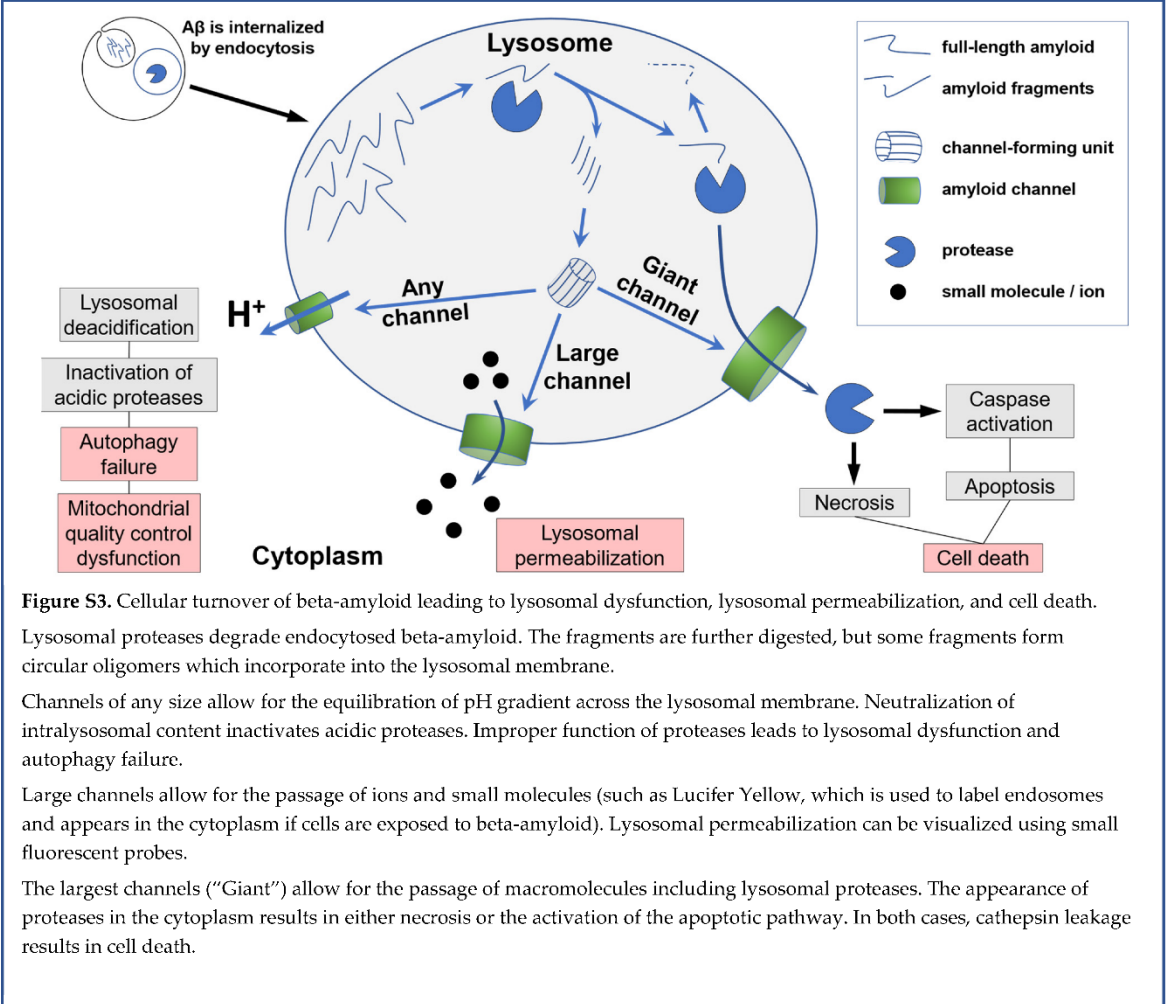 Aβ is internalized
by endocytosis
Lysosome
full-length amyloid
amyloid fragments
channel-forming unit
amyloid channel
protease
small molecule / ion
Any
channel
Giant
channel
Large
channel
H+
Lysosomal
deacidification
Inactivation of
acidic proteases
Autophagy
failure
Mitochondrial
quality control
dysfunction
Cytoplasm
Lysosomal
permeabilization
Caspase
activation
Apoptosis
Necrosis
Cell death
Figure S3. Cellular turnover of beta-amyloid leading to lysosomal dysfunction, lysosomal permeabilization, and cell death.
Lysosomal proteases degrade endocytosed beta-amyloid. The fragments are further digested, but some fragments form
circular oligomers which incorporate into the lysosomal membrane.
Channels of any size allow for the equilibration of pH gradient across the lysosomal membrane. Neutralization of
intralysosomal content inactivates acidic proteases. Improper function of proteases leads to lysosomal dysfunction and
autophagy failure.
Large channels allow for the passage of ions and small molecules (such as Lucifer Yellow, which is used to label endosomes
and appears in the cytoplasm if cells are exposed to beta-amyloid). Lysosomal permeabilization can be visualized using small
fluorescent probes.
The largest channels (“Giant”) allow for the passage of macromolecules including lysosomal proteases. The appearance of
proteases in the cytoplasm results in either necrosis or the activation of the apoptotic pathway. In both cases, cathepsin leakage
results in cell death.